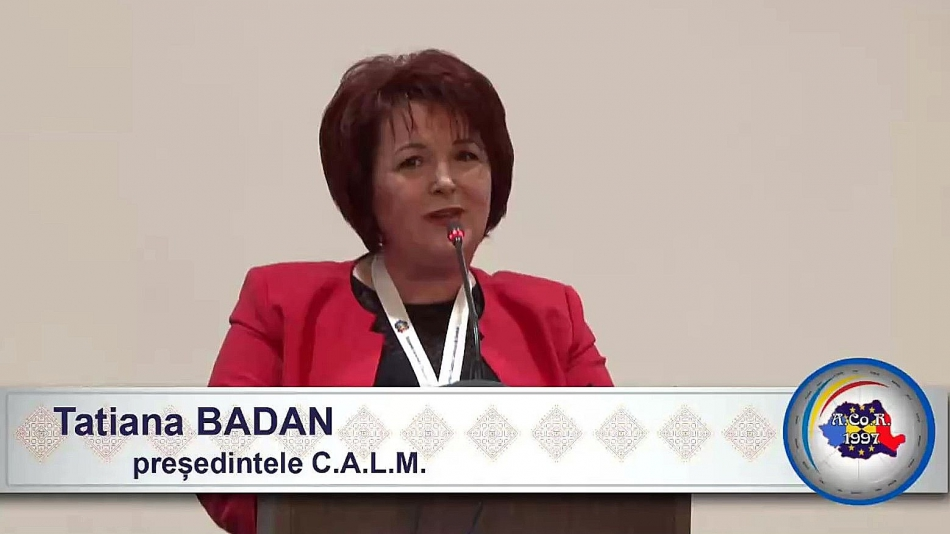 Tatiana BADAN
președintele C.A.L.M.
A.Co.R.
1997